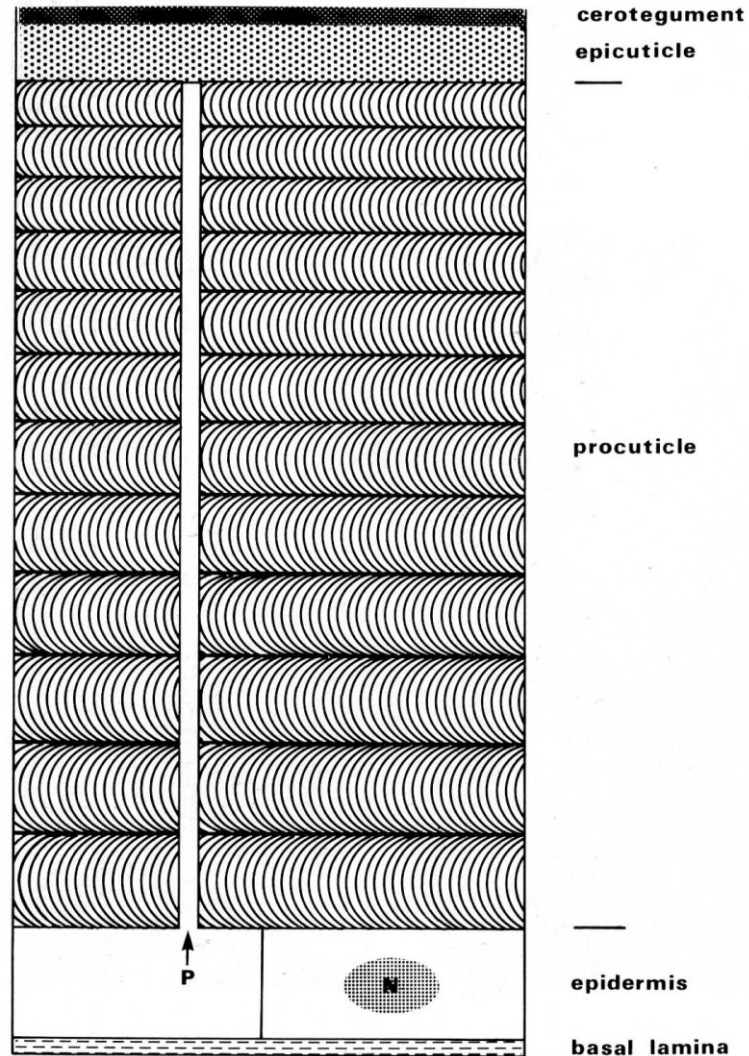 cerotegument
epicuticle
procuticle
P
N
epidermis
basal lamina